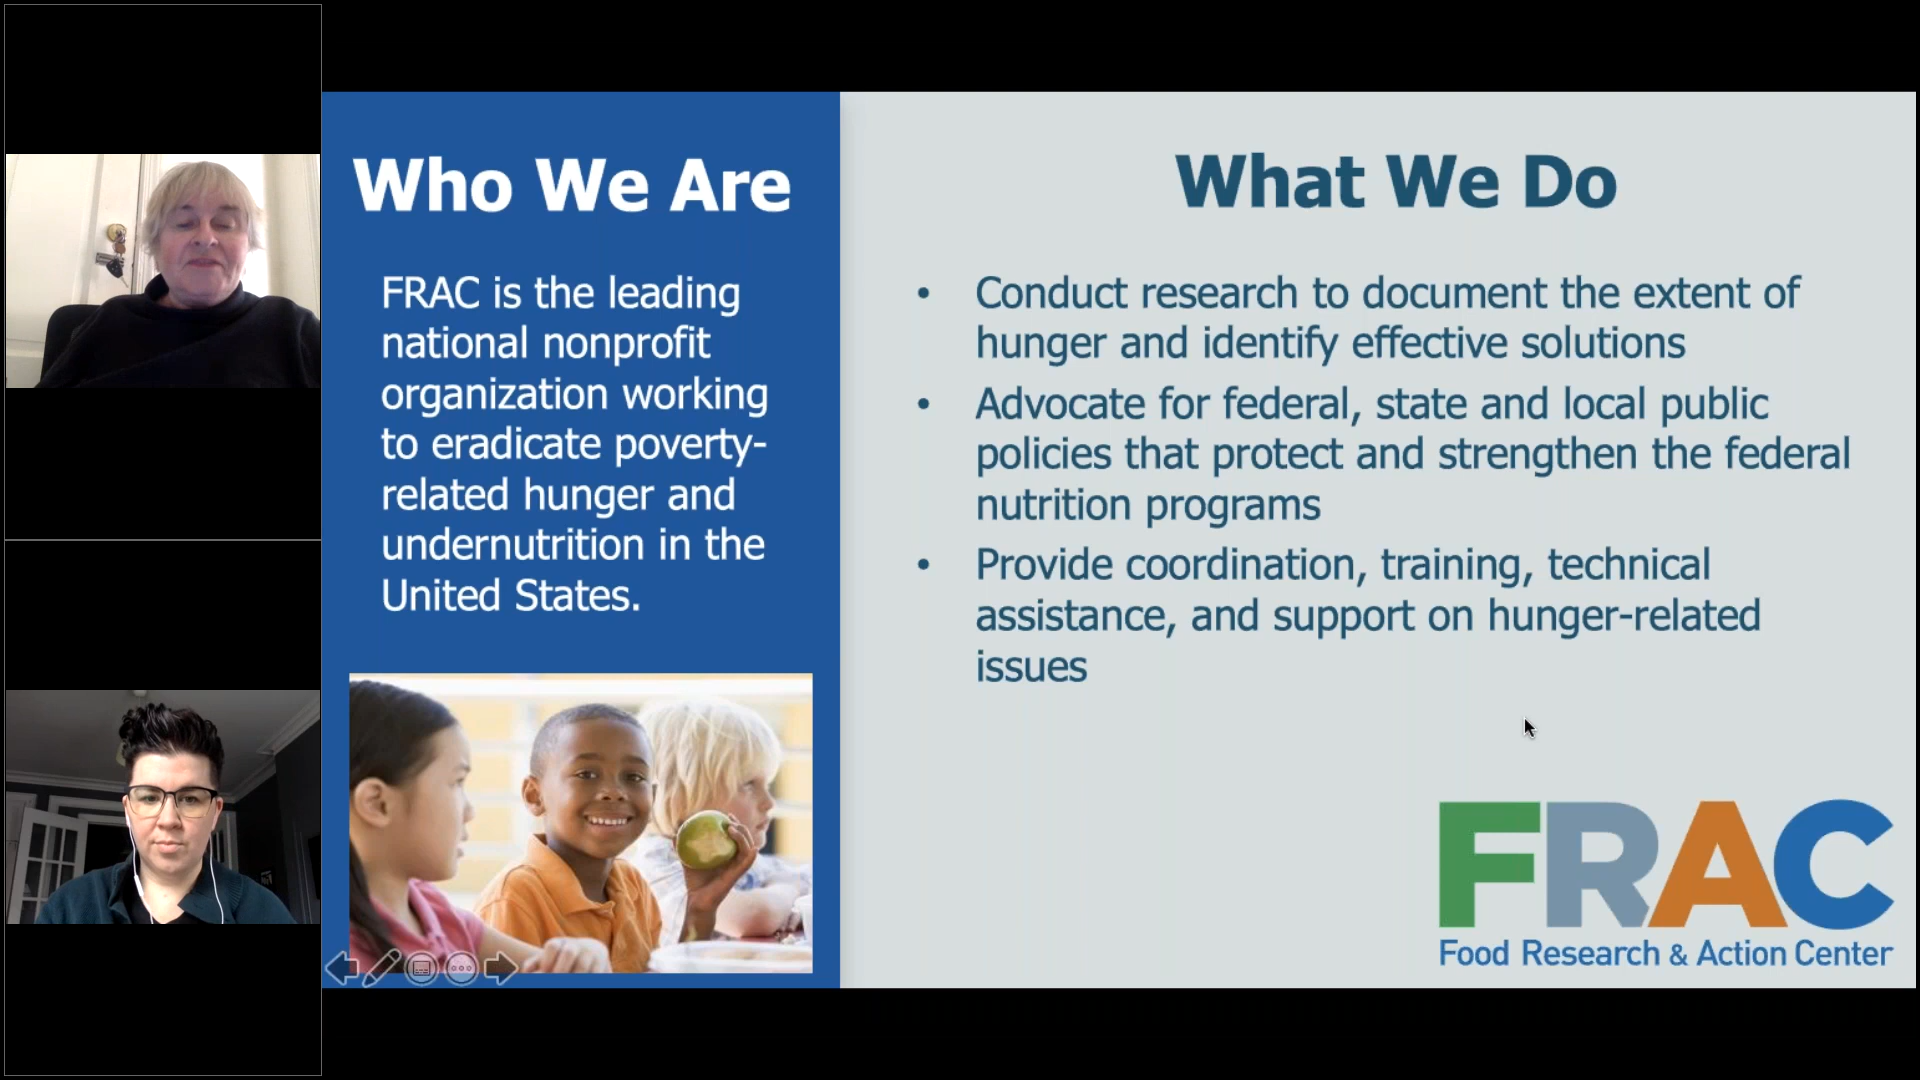 Who We Are
FRAC is the leading
national nonprofit
organization working
to eradicate poverty-
related hunger and
undernutrition in the
United States.
What We Do
• Conduct research to document the extent of
hunger and identify effective solutions
• Advocate for federal, state and local public
policies that protect and strengthen the federal
nutrition programs
• Provide coordination, training, technical
assistance, and support on hunger-related
issues
FRAC
Food Research & Action Center